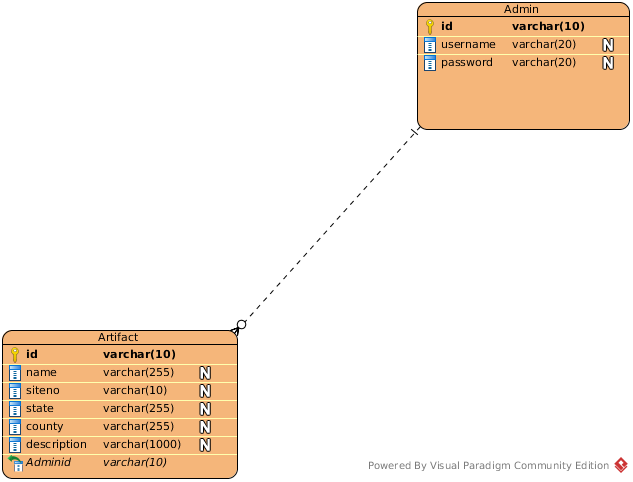 Admin
id varchar(10)
username varchar(20) N
password varchar(20) N
Artifact
id varchar(10)
name varchar(255) N
siteno varchar(10) N
state varchar(255) N
county varchar(255) N
description varchar(1000) N
Adminid varchar(10)
Powered By Visual Paradigm Community Edition